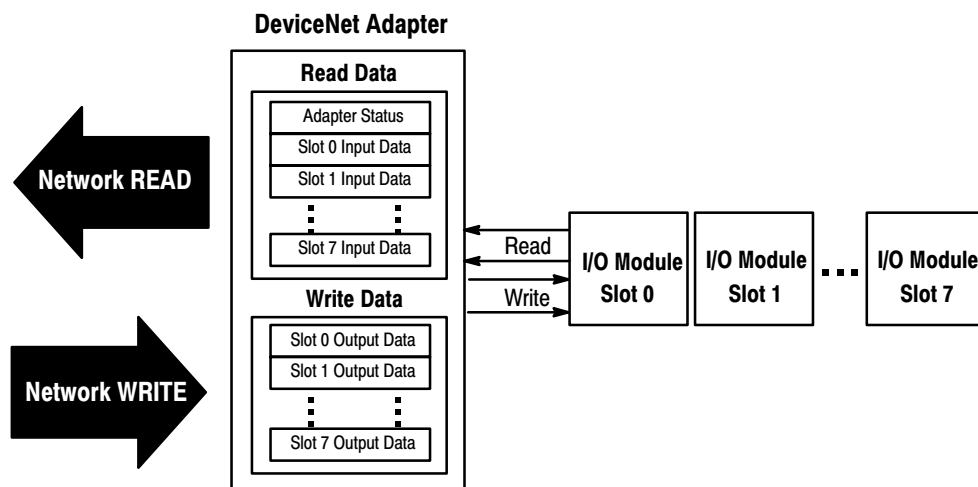 DeviceNet Adapter
Read Data
Adapter Status
Slot 0 Input Data
Slot 1 Input Data
Slot 7 Input Data
Network READ
Write Data
Slot 0 Output Data
Slot 1 Output Data
Slot 7 Output Data
Network WRITE
Read
Write
I/O Module
Slot 0
I/O Module
Slot 1
I/O Module
Slot 7